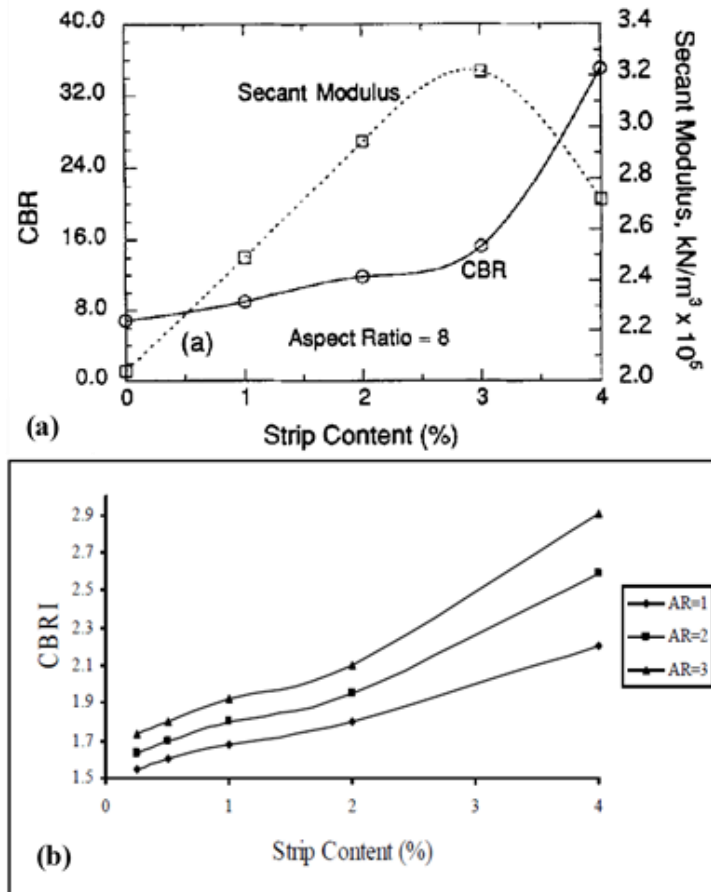 40.0
36.0
24.0
16.0
8.0
0.0
CBR
3.4
3.2
3.0
2.8
2.6
2.4
2.2
2.0
Secant Modulus, kN/m³ x 10⁵
Secant Modulus
CBR
(a)
Aspect Ratio = 8
0 1 2 3 4
(a)
Strip Content (%)
2.9
2.7
2.5
2.3
2.1
1.9
1.7
1.5
CBRI
AR=1
AR=2
AR=3
0 1 2 3 4
(b)
Strip Content (%)